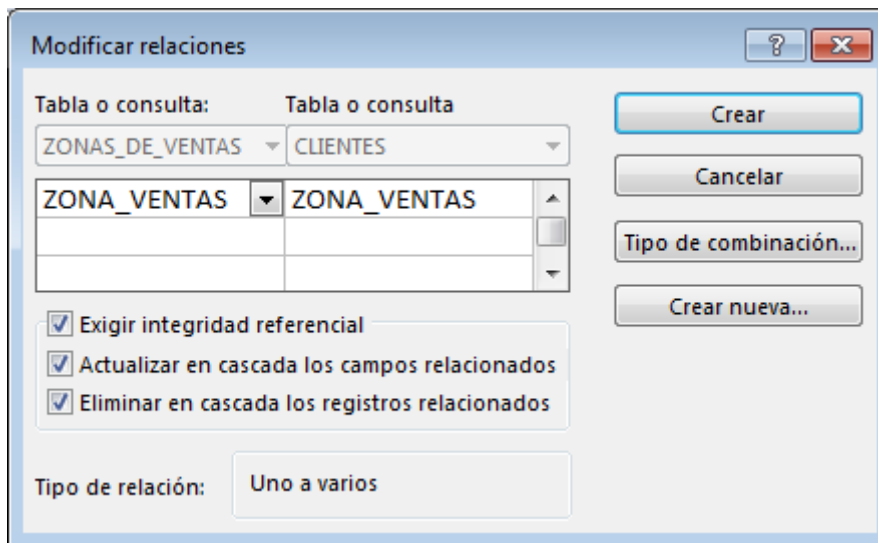 Modificar relaciones
Tabla o consulta: Tabla o consulta
ZONAS_DE_VENTAS CLIENTES
ZONA_VENTAS ZONA_VENTAS
Exigir integridad referencial
Actualizar en cascada los campos relacionados
Eliminar en cascada los registros relacionados
Tipo de relación: Uno a varios
Crear
Cancelar
Tipo de combinación...
Crear nueva...